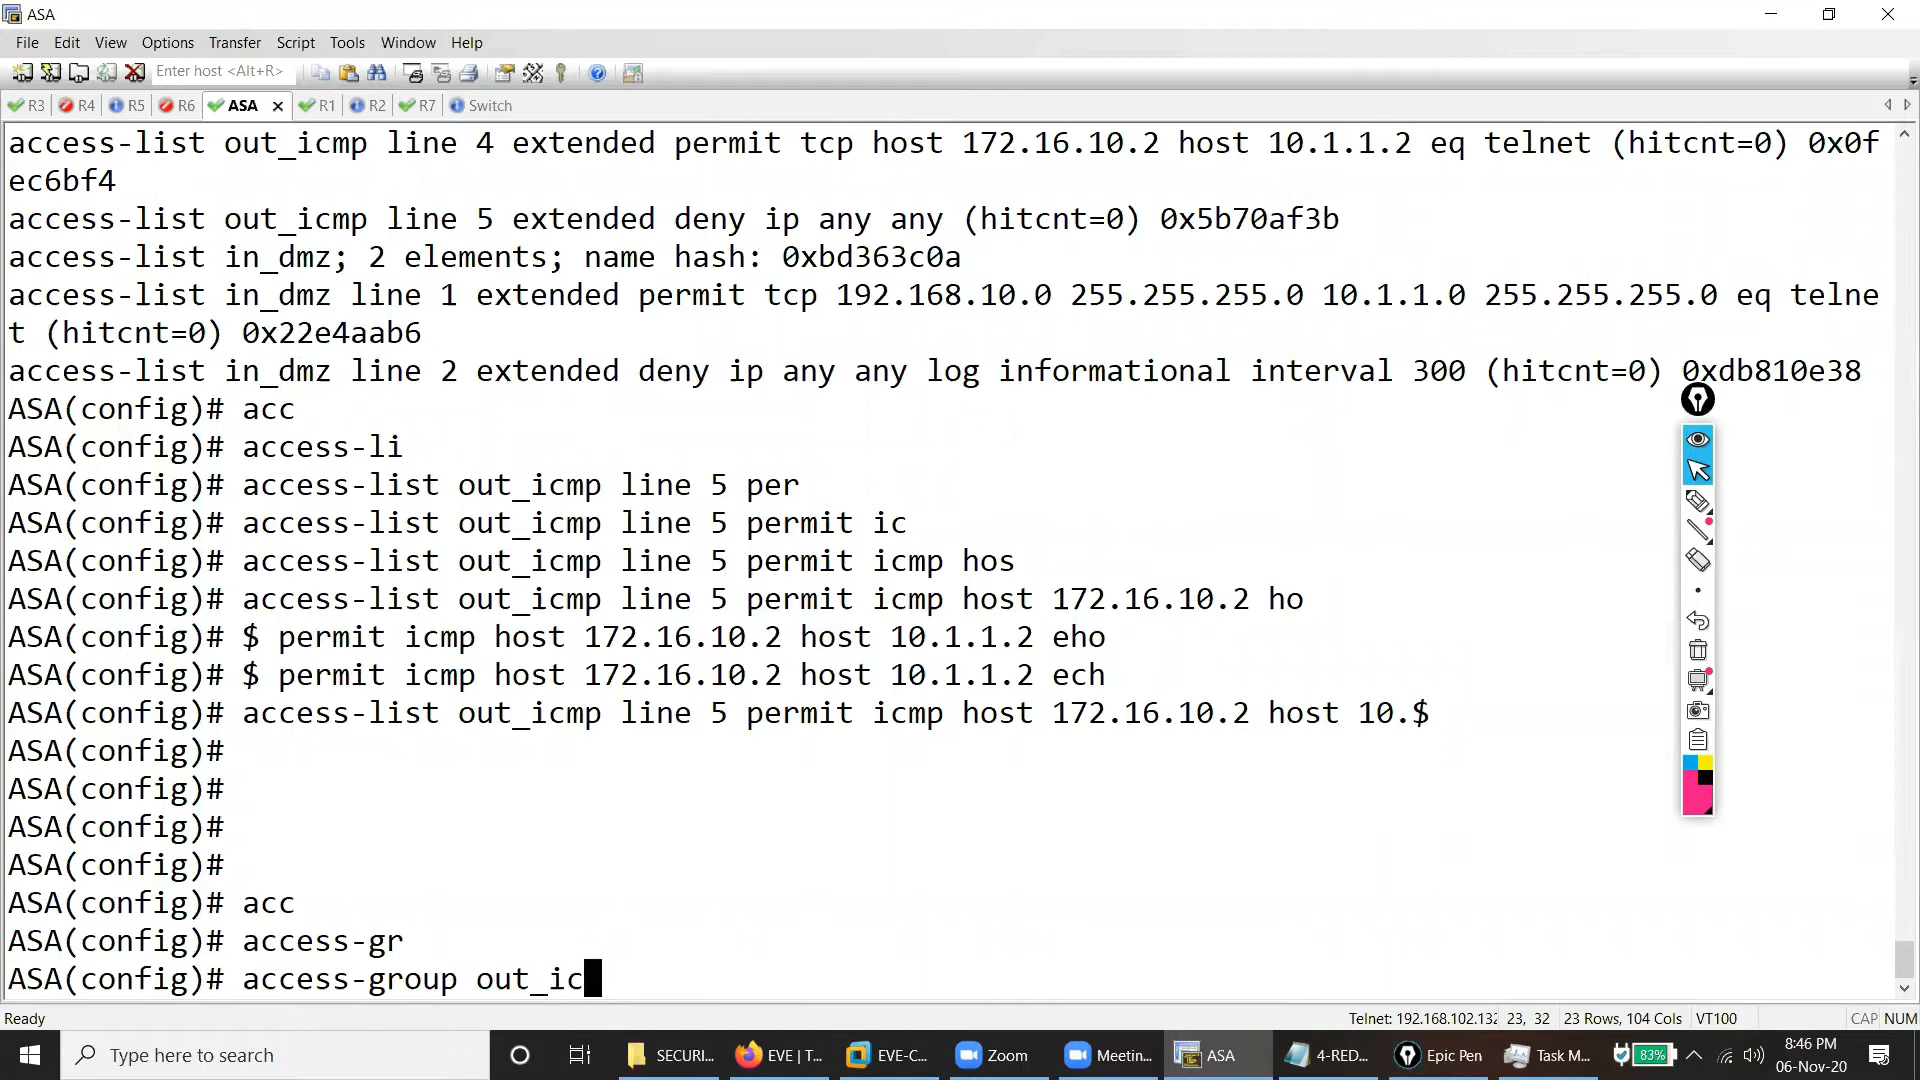 ASA
File Edit View Options Transfer Script Tools Window Help
Enter host <Alt+R>
R3 R4 R5 R6 ASA R1 R2 R7 Switch
access-list out_icmp line 4 extended permit tcp host 172.16.10.2 host 10.1.1.2 eq telnet (hitcnt=0) 0x0f
ec6bf4
access-list out_icmp line 5 extended deny ip any any (hitcnt=0) 0x5b70af3b
access-list in_dmz; 2 elements; name hash: 0xbd363c0a
access-list in_dmz line 1 extended permit tcp 192.168.10.0 255.255.255.0 10.1.1.0 255.255.255.0 eq telne
t (hitcnt=0) 0x22e4aab6
access-list in_dmz line 2 extended deny ip any any log informational interval 300 (hitcnt=0) 0xdb810e38
ASA(config)# acc
ASA(config)# access-li
ASA(config)# access-list out_icmp line 5 per
ASA(config)# access-list out_icmp line 5 permit ic
ASA(config)# access-list out_icmp line 5 permit icmp hos
ASA(config)# access-list out_icmp line 5 permit icmp host 172.16.10.2 ho
ASA(config)# $ permit icmp host 172.16.10.2 host 10.1.1.2 eho
ASA(config)# $ permit icmp host 172.16.10.2 host 10.1.1.2 ech
ASA(config)# access-list out_icmp line 5 permit icmp host 172.16.10.2 host 10.$
ASA(config)#
ASA(config)#
ASA(config)#
ASA(config)#
ASA(config)# acc
ASA(config)# access-gr
ASA(config)# access-group out_ic
Ready Telnet: 192.168.102.132 23, 32 23 Rows, 104 Cols VT100 CAP NUM
Type here to search SECURI... EVE | T... EVE-C... Zoom Meetin... ASA 4-RED... Epic Pen Task M... 83% 8:46 PM
06-Nov-20